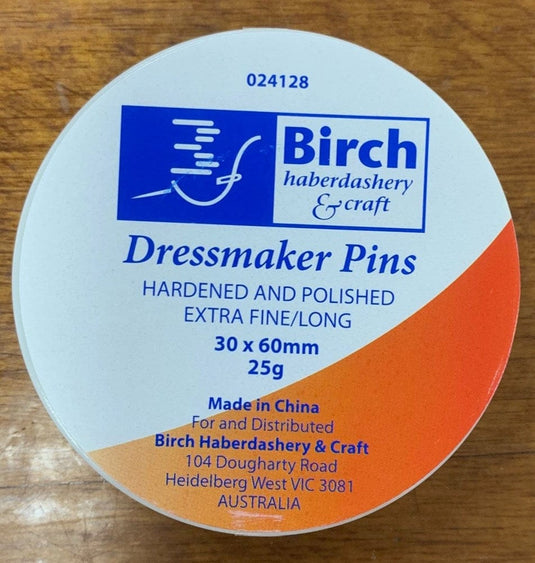 024128
Birch
haberdashery
& craft
Dressmaker Pins
HARDENED AND POLISHED
EXTRA FINE/LONG
30 x 60mm
25g
Made in China
For and Distributed
Birch Haberdashery & Craft
104 Dougharty Road
Heidelberg West VIC 3081
AUSTRALIA